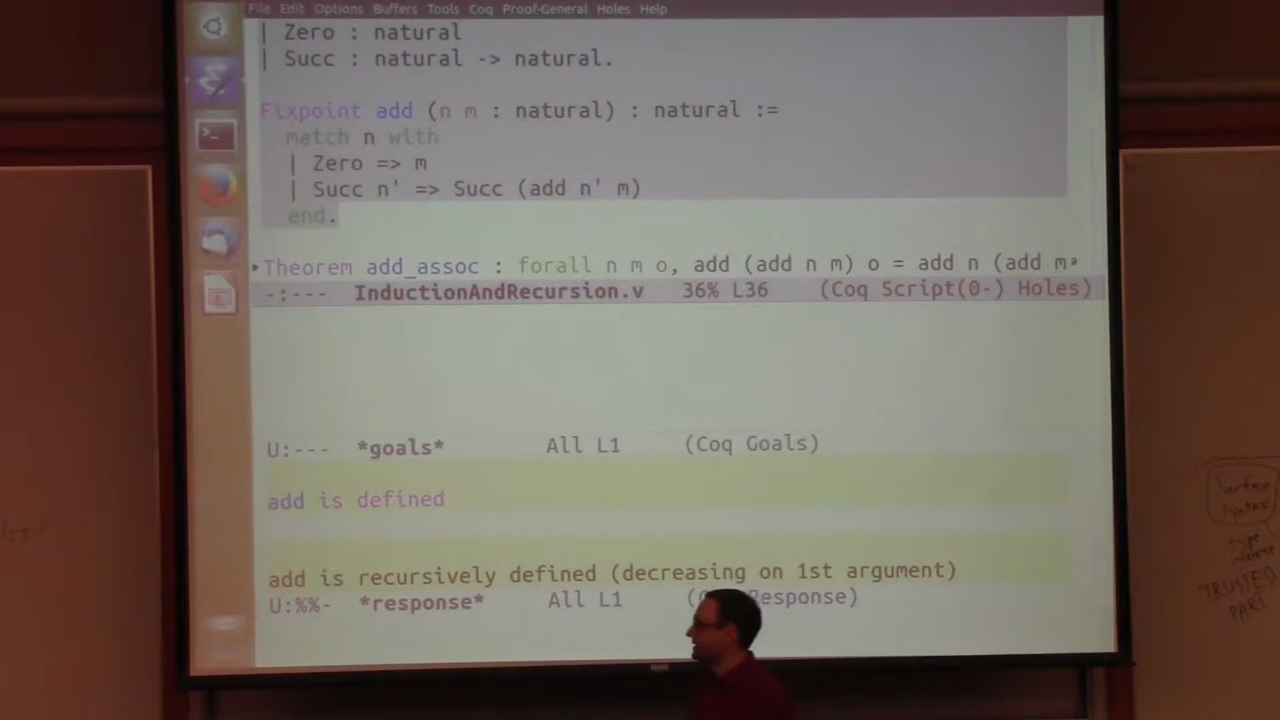 File Edit Options Buffers Tools Coq Proof-General Holes Help
| Zero : natural
| Succ : natural -> natural.
Fixpoint add (n m : natural) : natural :=
match n with
| Zero => m
| Succ n' => Succ (add n' m)
end.
Theorem add_assoc : forall n m o, add (add n m) o = add n (add m
-:--- InductionAndRecursion.v 36% L36 (Coq Script(0-) Holes)
U:--- *goals* All L1 (Coq Goals)
add is defined
add is recursively defined (decreasing on 1st argument)
U:%%- *response* All L1 Response)
Surface
Syntax
type
TRUSTED
PART